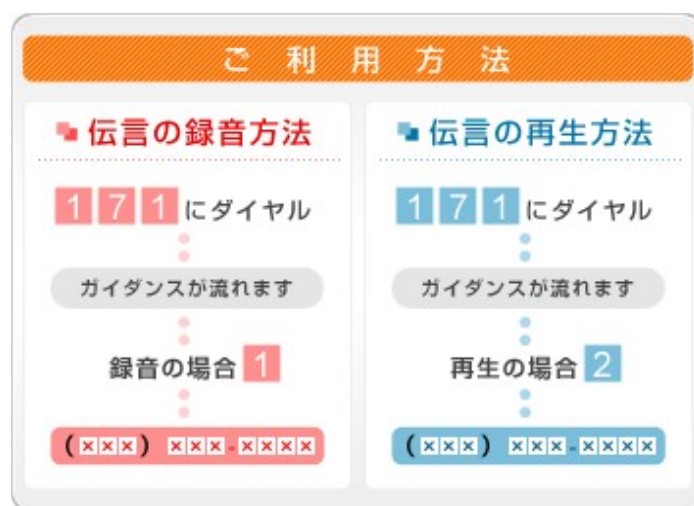 ご利用方法
伝言の録音方法
171にダイヤル
ガイダンスが流れます
録音の場合1
(×××) ×××-××××
伝言の再生方法
171にダイヤル
ガイダンスが流れます
再生の場合2
(×××) ×××-××××